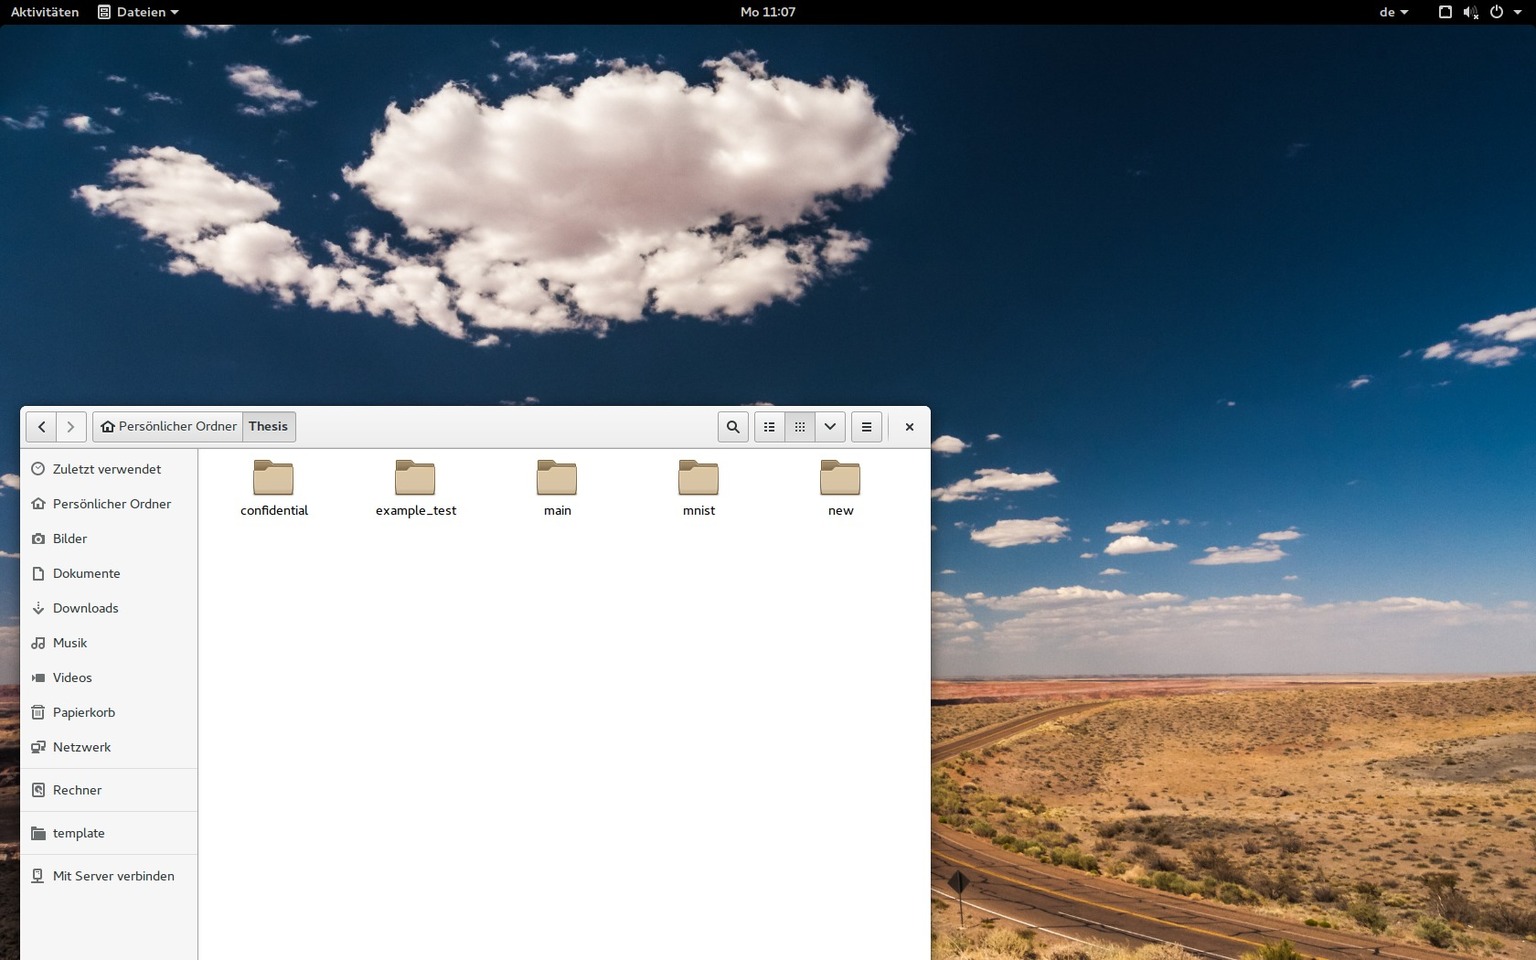 Aktivitäten Dateien Mo 11:07 de
Persönlicher Ordner Thesis
Zuletzt verwendet
Persönlicher Ordner
Bilder
Dokumente
Downloads
Musik
Videos
Papierkorb
Netzwerk
Rechner
template
Mit Server verbinden
confidential example_test main mnist new